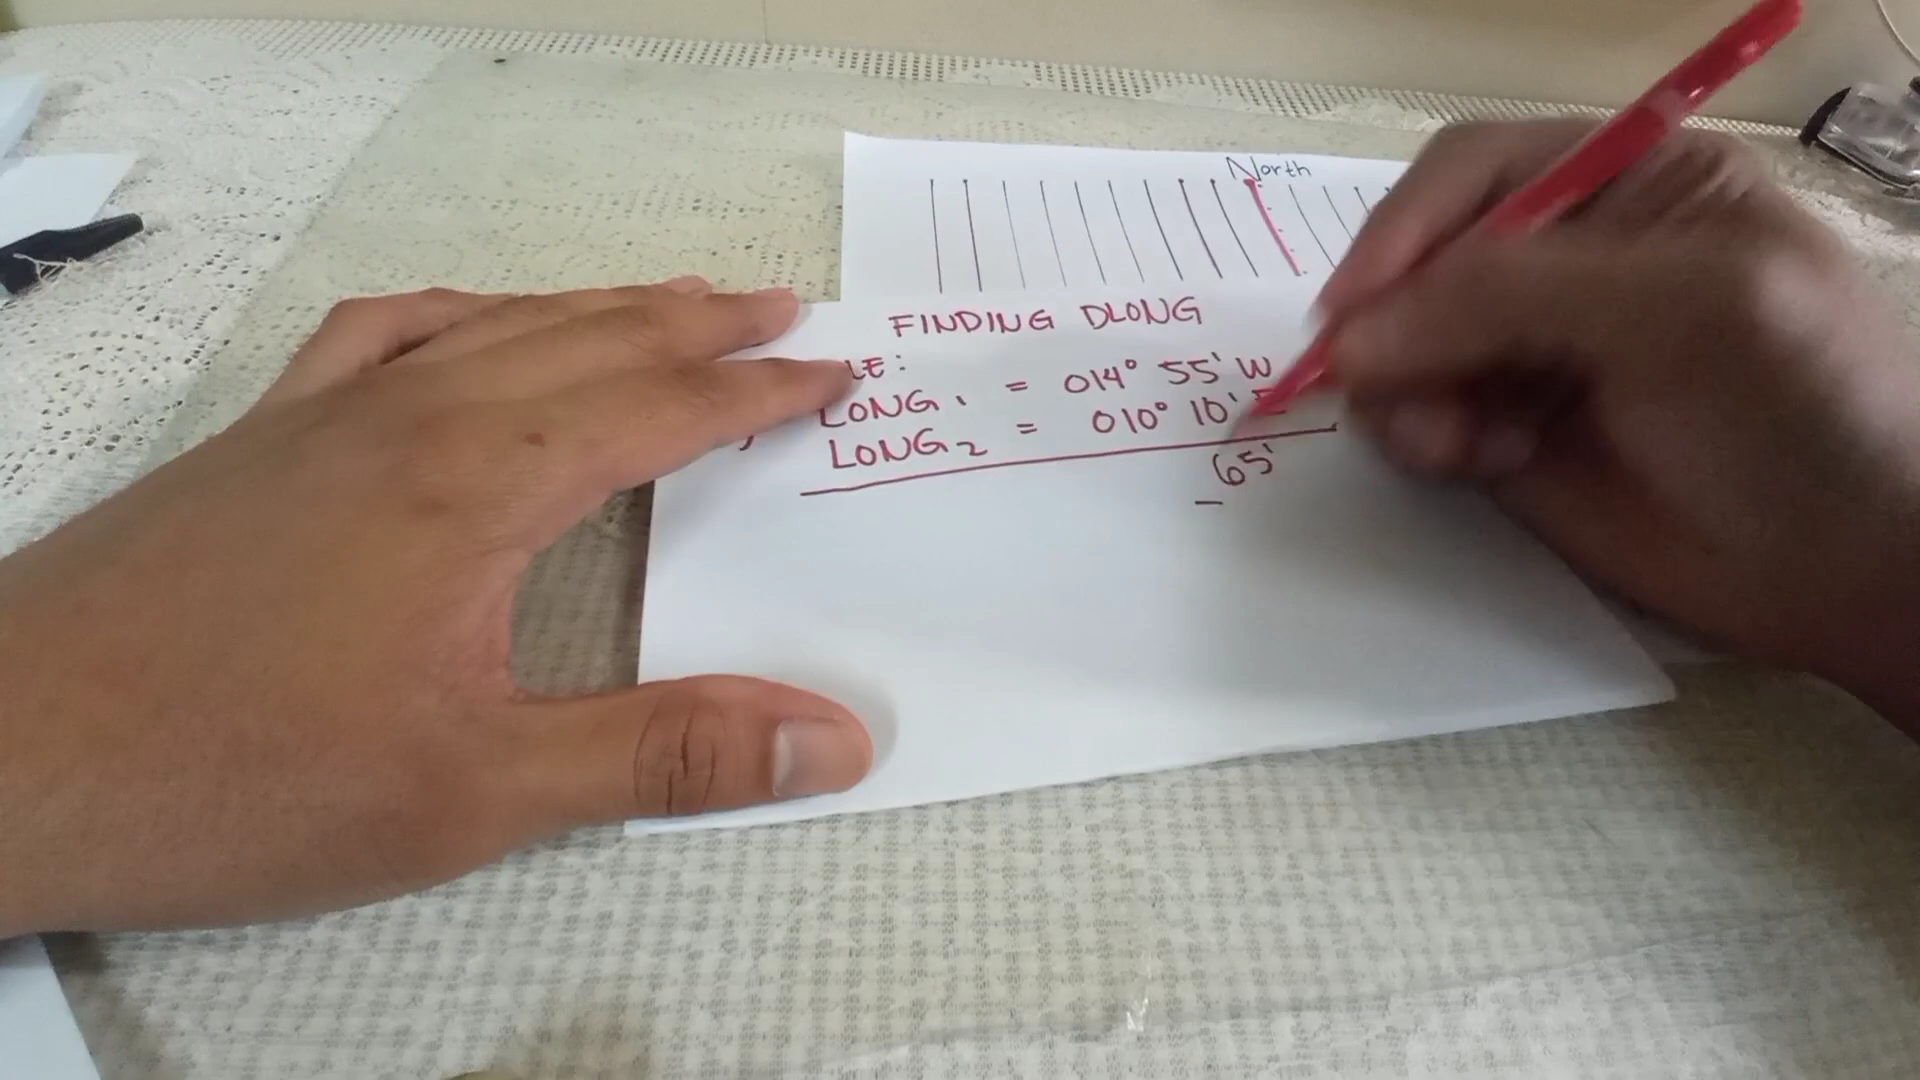 North
FINDING DLONG
LE:
LONG₁ = 014° 55' W
LONG₂ = 010° 10' E
65'
-